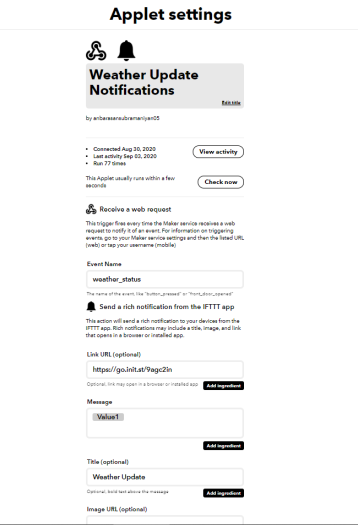 Applet settings
Weather Update
Notifications
Edit title
by anbarasansubramaniyan05
Connected Aug 30, 2020
Last activity Sep 03, 2020
Run 77 times
View activity
This Applet usually runs within a few
seconds
Check now
Receive a web request
This trigger fires every time the Maker service receives a web
request to notify it of an event. For information on triggering
events, go to your Maker service settings and then the listed URL
(web) or tap your username (mobile)
Event Name
weather_status
The name of the event, like "button_pressed" or "front_door_opened"
Send a rich notification from the IFTTT app
This action will send a rich notification to your devices from the
IFTTT app. Rich notifications may include a title, image, and link
that opens in a browser or installed app.
Link URL (optional)
https://go.init.st/9agc2in
Optional, link may open in a browser or installed app.
Add ingredient
Message
Value1
Add ingredient
Title (optional)
Weather Update
Optional, bold text above the message
Add ingredient
Image URL (optional)